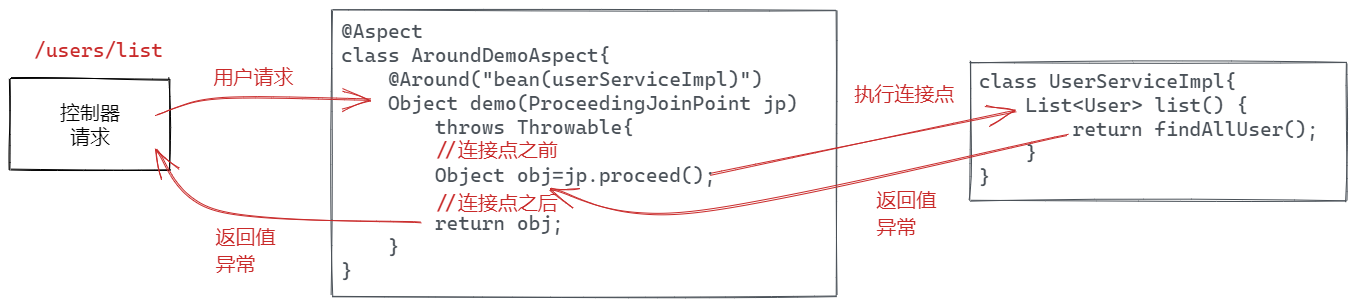 /users/list
控制器
请求
用户请求
返回值
异常
@Aspect
class AroundDemoAspect{
    @Around("bean(userServiceImpl)")
    Object demo(ProceedingJoinPoint jp)
        throws Throwable{
        //连接点之前
        Object obj=jp.proceed();
        //连接点之后
        return obj;
    }
}
执行连接点
返回值
异常
class UserServiceImpl{
    List<User> list() {
        return findAllUser();
    }
}